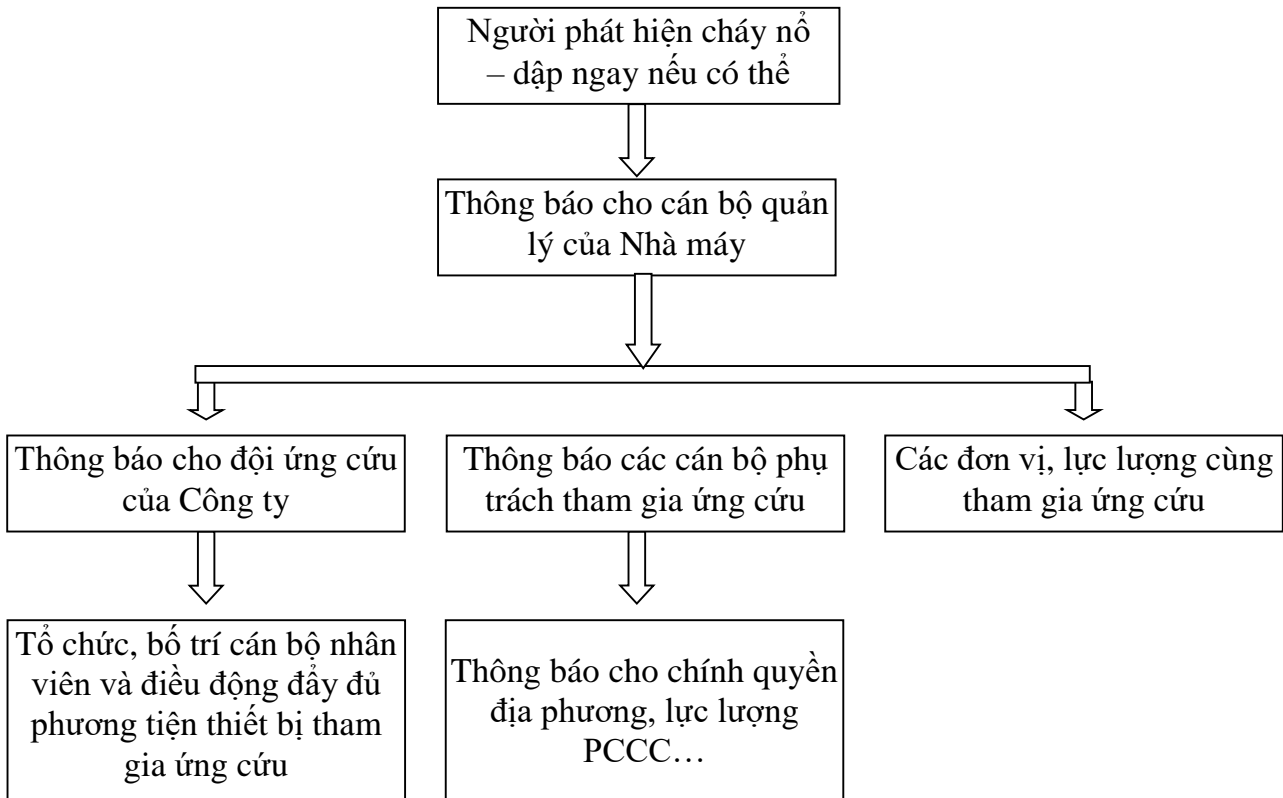 Người phát hiện cháy nổ
– dập ngay nếu có thể
Thông báo cho cán bộ quản
lý của Nhà máy
Thông báo cho đội ứng cứu
của Công ty
Thông báo các cán bộ phụ
trách tham gia ứng cứu
Các đơn vị, lực lượng cùng
tham gia ứng cứu
Tổ chức, bố trí cán bộ nhân
viên và điều động đẩy đủ
phương tiện thiết bị tham
gia ứng cứu
Thông báo cho chính quyền
địa phương, lực lượng
PCCC…